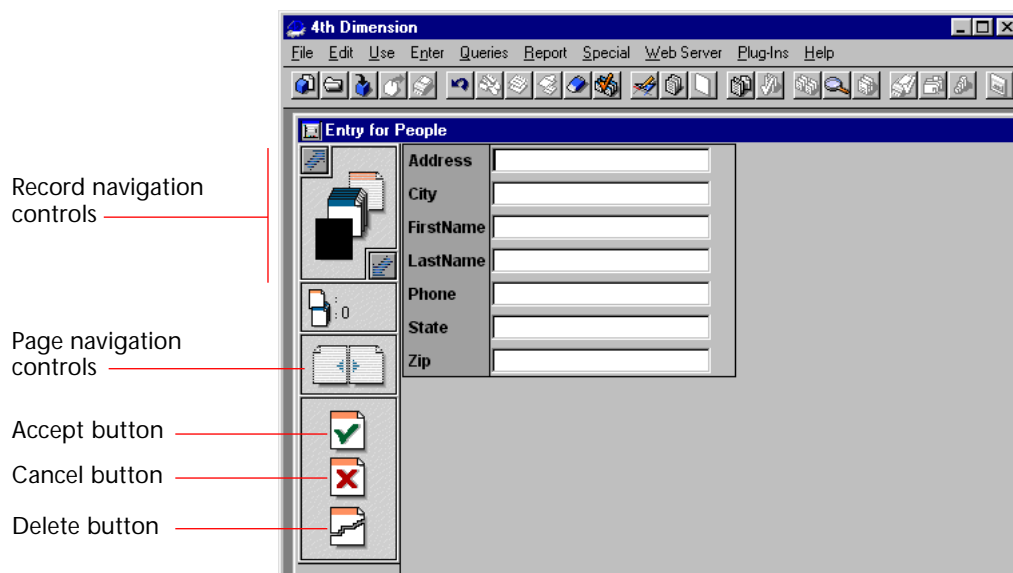 4th Dimension
File Edit Use Enter Queries Report Special Web Server Plug-Ins Help
Entry for People
Record navigation
controls
Page navigation
controls
Accept button
Cancel button
Delete button
: 
:0
Address
City
FirstName
LastName
Phone
State
Zip